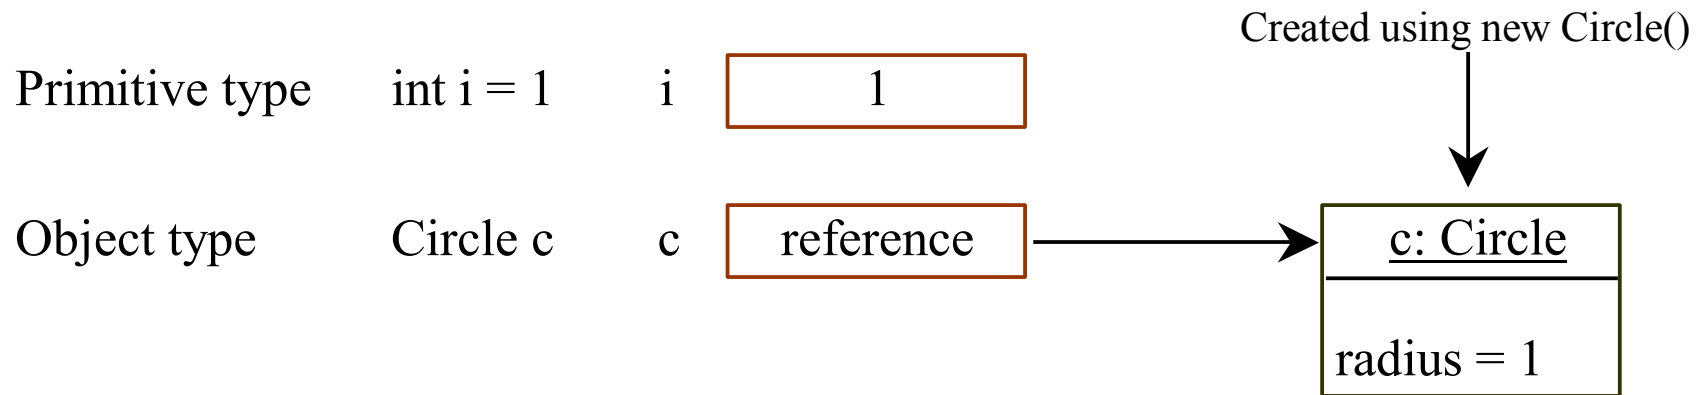 Created using new Circle()
Primitive type int i = 1 i 1
Object type Circle c c reference c: Circle
radius = 1